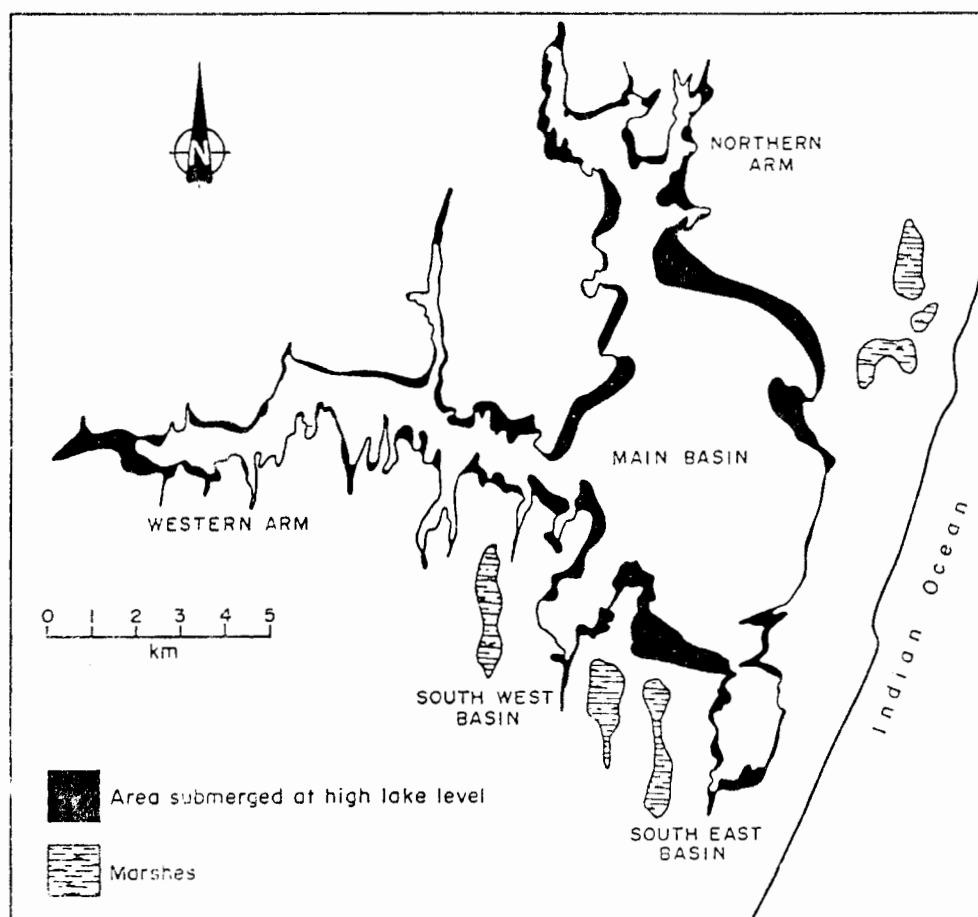 N
NORTHERN
ARM
MAIN BASIN
WESTERN ARM
0 1 2 3 4 5
km
SOUTH WEST
BASIN
Indian Ocean
Area submerged at high lake level
SOUTH EAST
BASIN
Marshes